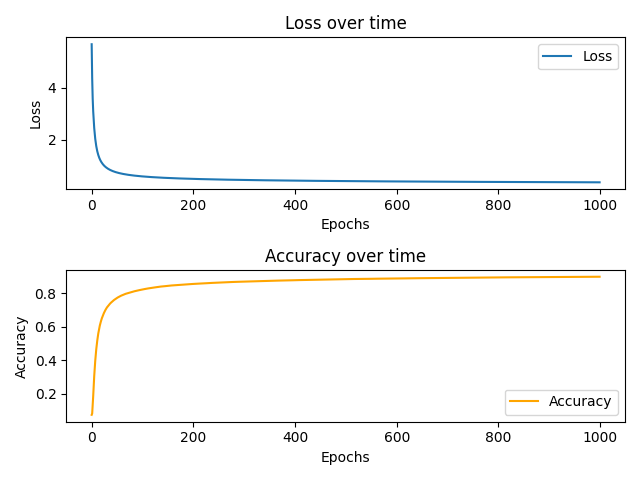 Loss over time
Loss
4
2
Loss
0 200 400 600 800 1000
Epochs
Accuracy over time
0.8
0.6
0.4
0.2
Accuracy
Accuracy
0 200 400 600 800 1000
Epochs